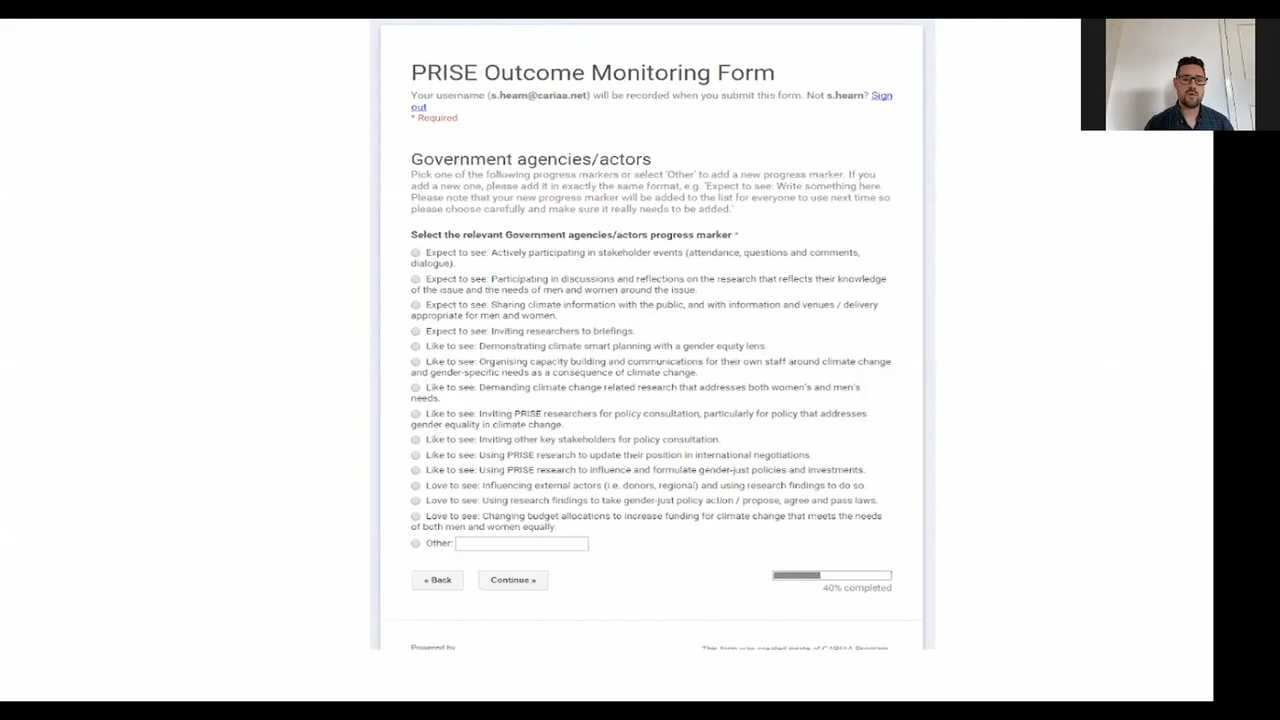 PRISE Outcome Monitoring Form
Your username (s.hearn@cariaa.net) will be recorded when you submit this form. Not s.hearn? Sign
out
* Required
Government agencies/actors
Pick one of the following progress markers or select 'Other' to add a new progress marker. If you
add a new one, please add it in exactly the same format, e.g. 'Expect to see: Write something here.
Please note that your new progress marker will be added to the list for everyone to use next time so
please choose carefully and make sure it really needs to be added.'
Select the relevant Government agencies/actors progress marker *
Expect to see: Actively participating in stakeholder events (attendance, questions and comments,
dialogue).
Expect to see: Participating in discussions and reflections on the research that reflects their knowledge
of the issue and the needs of men and women around the issue.
Expect to see: Sharing climate information with the public, and with information and venues / delivery
appropriate for men and women.
Expect to see: Inviting researchers to briefings.
Like to see: Demonstrating climate smart planning with a gender equity lens.
Like to see: Organising capacity building and communications for their own staff around climate change
and gender-specific needs as a consequence of climate change.
Like to see: Demanding climate change related research that addresses both women's and men's
needs.
Like to see: Inviting PRISE researchers for policy consultation, particularly for policy that addresses
gender equality in climate change.
Like to see: Inviting other key stakeholders for policy consultation.
Like to see: Using PRISE research to update their position in international negotiations.
Like to see: Using PRISE research to influence and formulate gender-just policies and investments.
Love to see: Influencing external actors (i.e. donors, regional) and using research findings to do so.
Love to see: Using research findings to take gender-just policy action / propose, agree and pass laws.
Love to see: Changing budget allocations to increase funding for climate change that meets the needs
of both men and women equally.
Other:
« Back Continue »
40% completed
Powered by This form was created inside of CARIAA Program